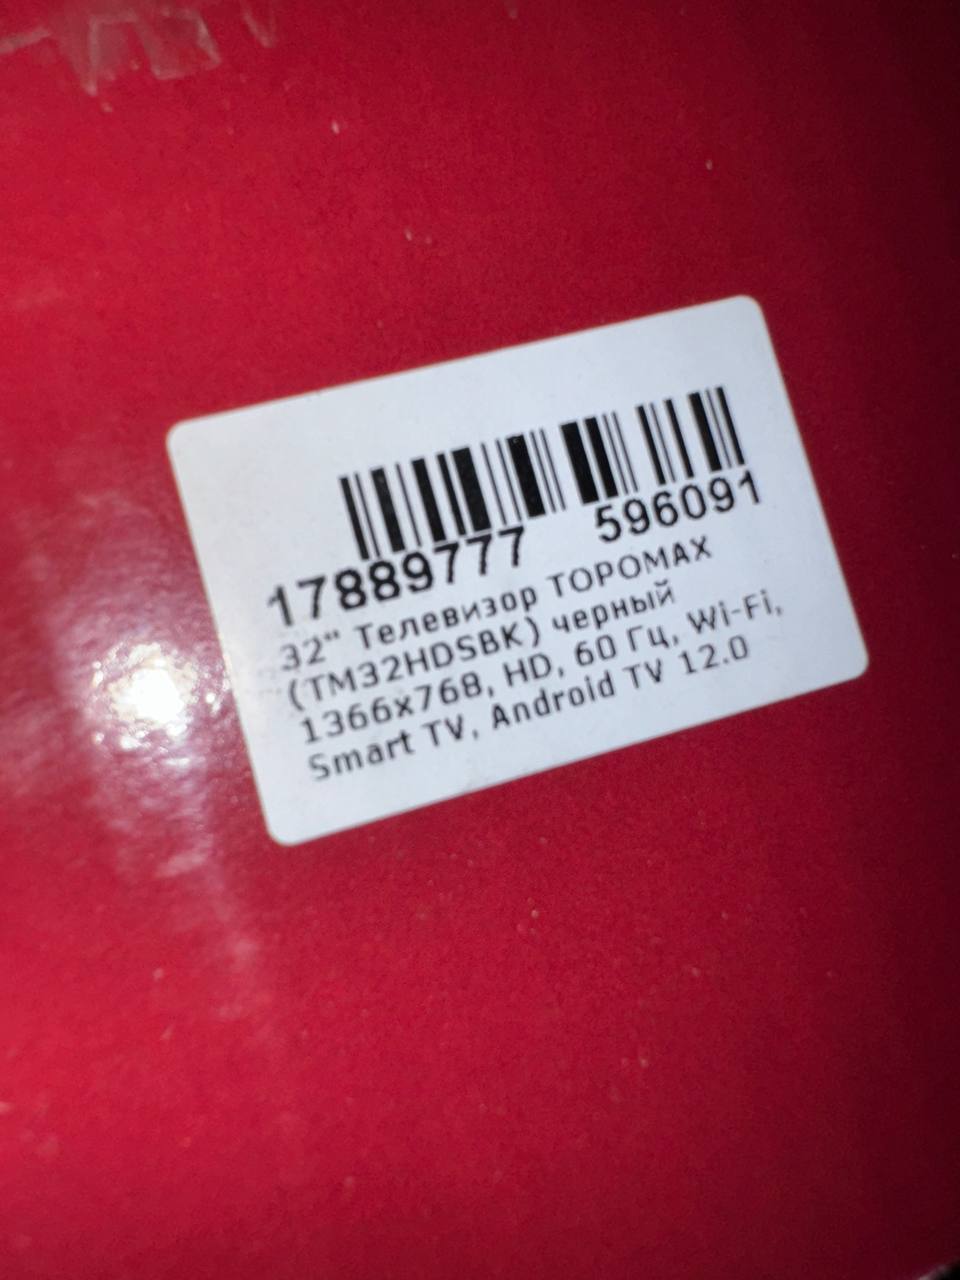 17889777 596091
32" Телевизор TOPOMAX
(TM32HDSBK) черный
1366x768, HD, 60 Гц, Wi-Fi,
Smart TV, Android TV 12.0